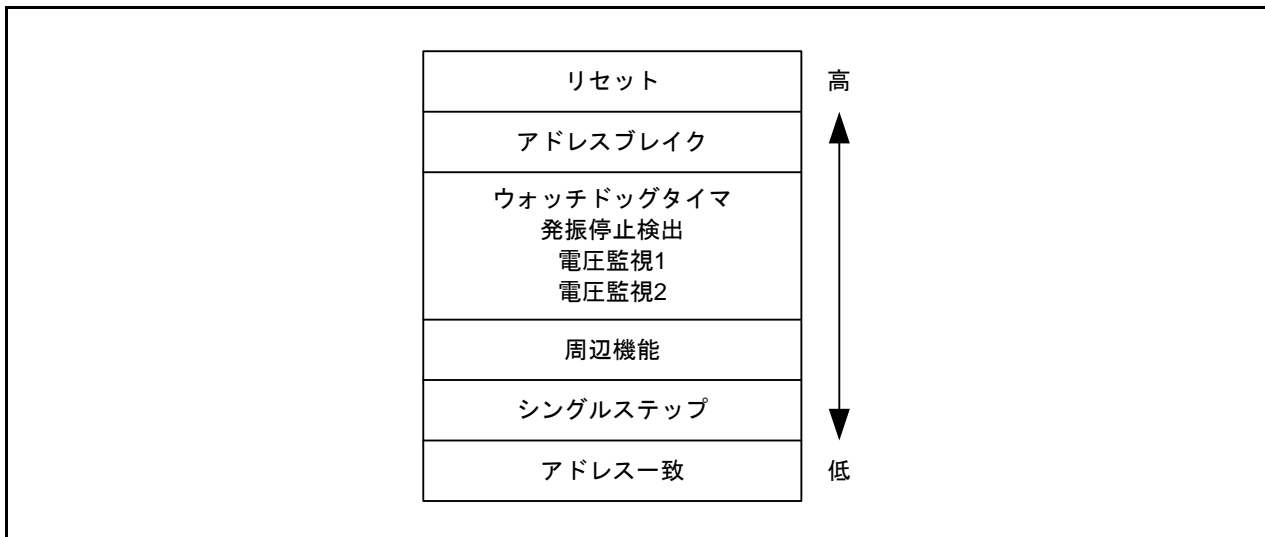 リセット
高
アドレスブレイク
ウォッチドッグタイマ
発振停止検出
電圧監視1
電圧監視2
周辺機能
シングルステップ
アドレス一致
低